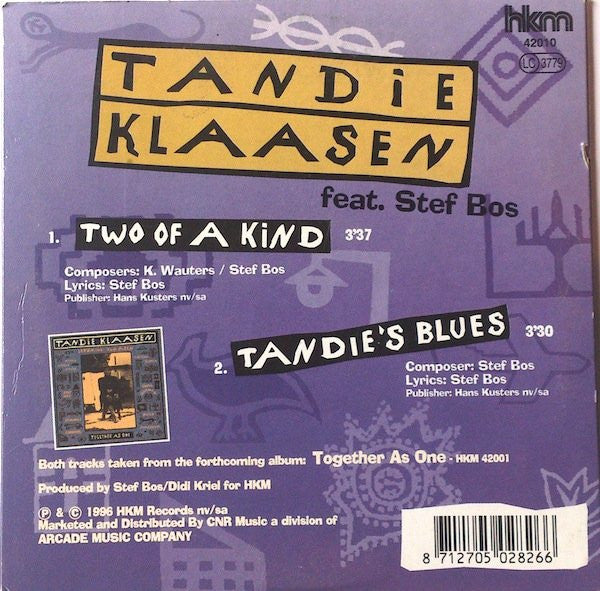 hkm
42010
LC 3779
TANDiE
KLAASEN
feat. Stef Bos
1. TWO OF A KiND 3'37
Composers: K. Wauters / Stef Bos
Lyrics: Stef Bos
Publisher: Hans Kusters nv/sa
2. TANDiE'S BLUES 3'30
Composer: Stef Bos
Lyrics: Stef Bos
Publisher: Hans Kusters nv/sa
TANDIE KLAASEN
TOGETHER AS ONE
Both tracks taken from the forthcoming album: Together As One - HKM 42001
Produced by Stef Bos/Didi Kriel for HKM
℗ & © 1996 HKM Records nv/sa
Marketed and Distributed By CNR Music a division of
ARCADE MUSIC COMPANY
8 712705 028266